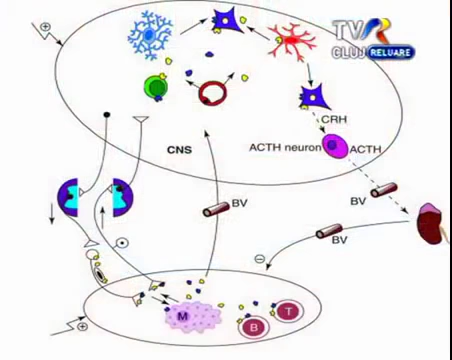 TVR
CLUJ RELUARE
CRH
ACTH neuron
ACTH
CNS
BV
BV
BV
M
B
T